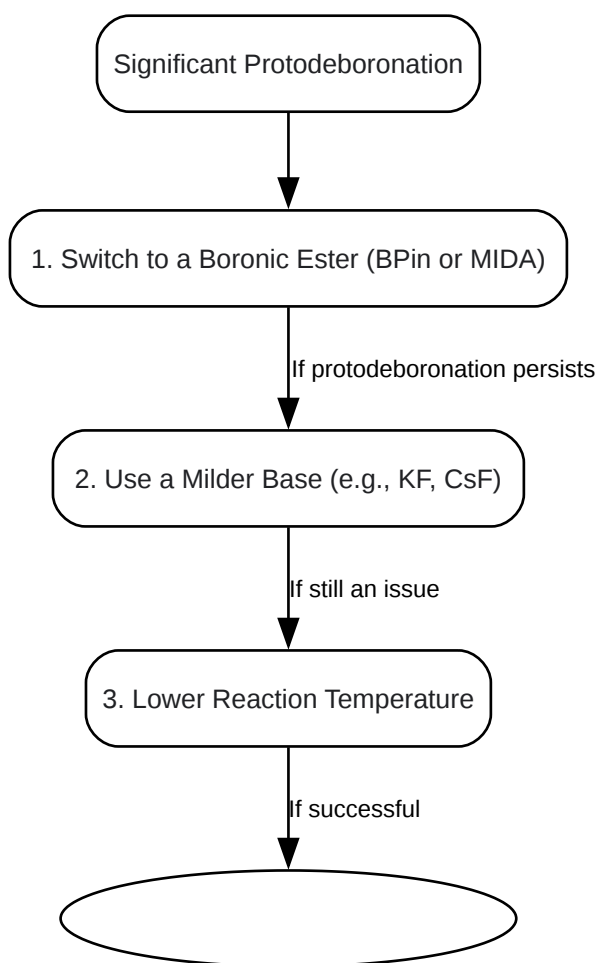 Significant Protodeboronation
1. Switch to a Boronic Ester (BPin or MIDA)
If protodeboronation persists
2. Use a Milder Base (e.g., KF, CsF)
If still an issue
3. Lower Reaction Temperature
If successful